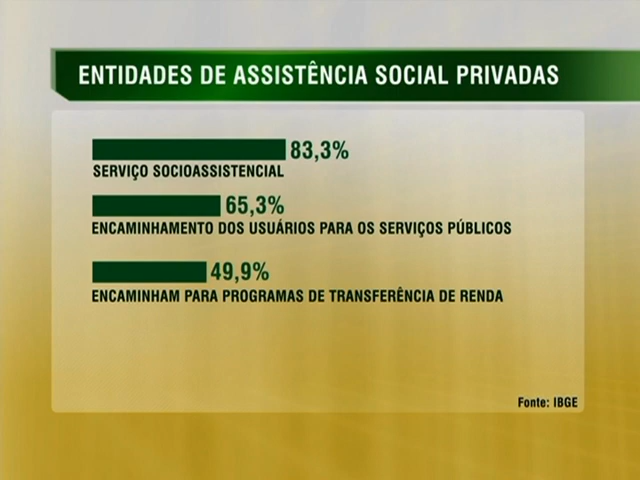 ENTIDADES DE ASSISTÊNCIA SOCIAL PRIVADAS
83,3%
SERVIÇO SOCIOASSISTENCIAL
65,3%
ENCAMINHAMENTO DOS USUÁRIOS PARA OS SERVIÇOS PÚBLICOS
49,9%
ENCAMINHAM PARA PROGRAMAS DE TRANSFERÊNCIA DE RENDA
Fonte: IBGE